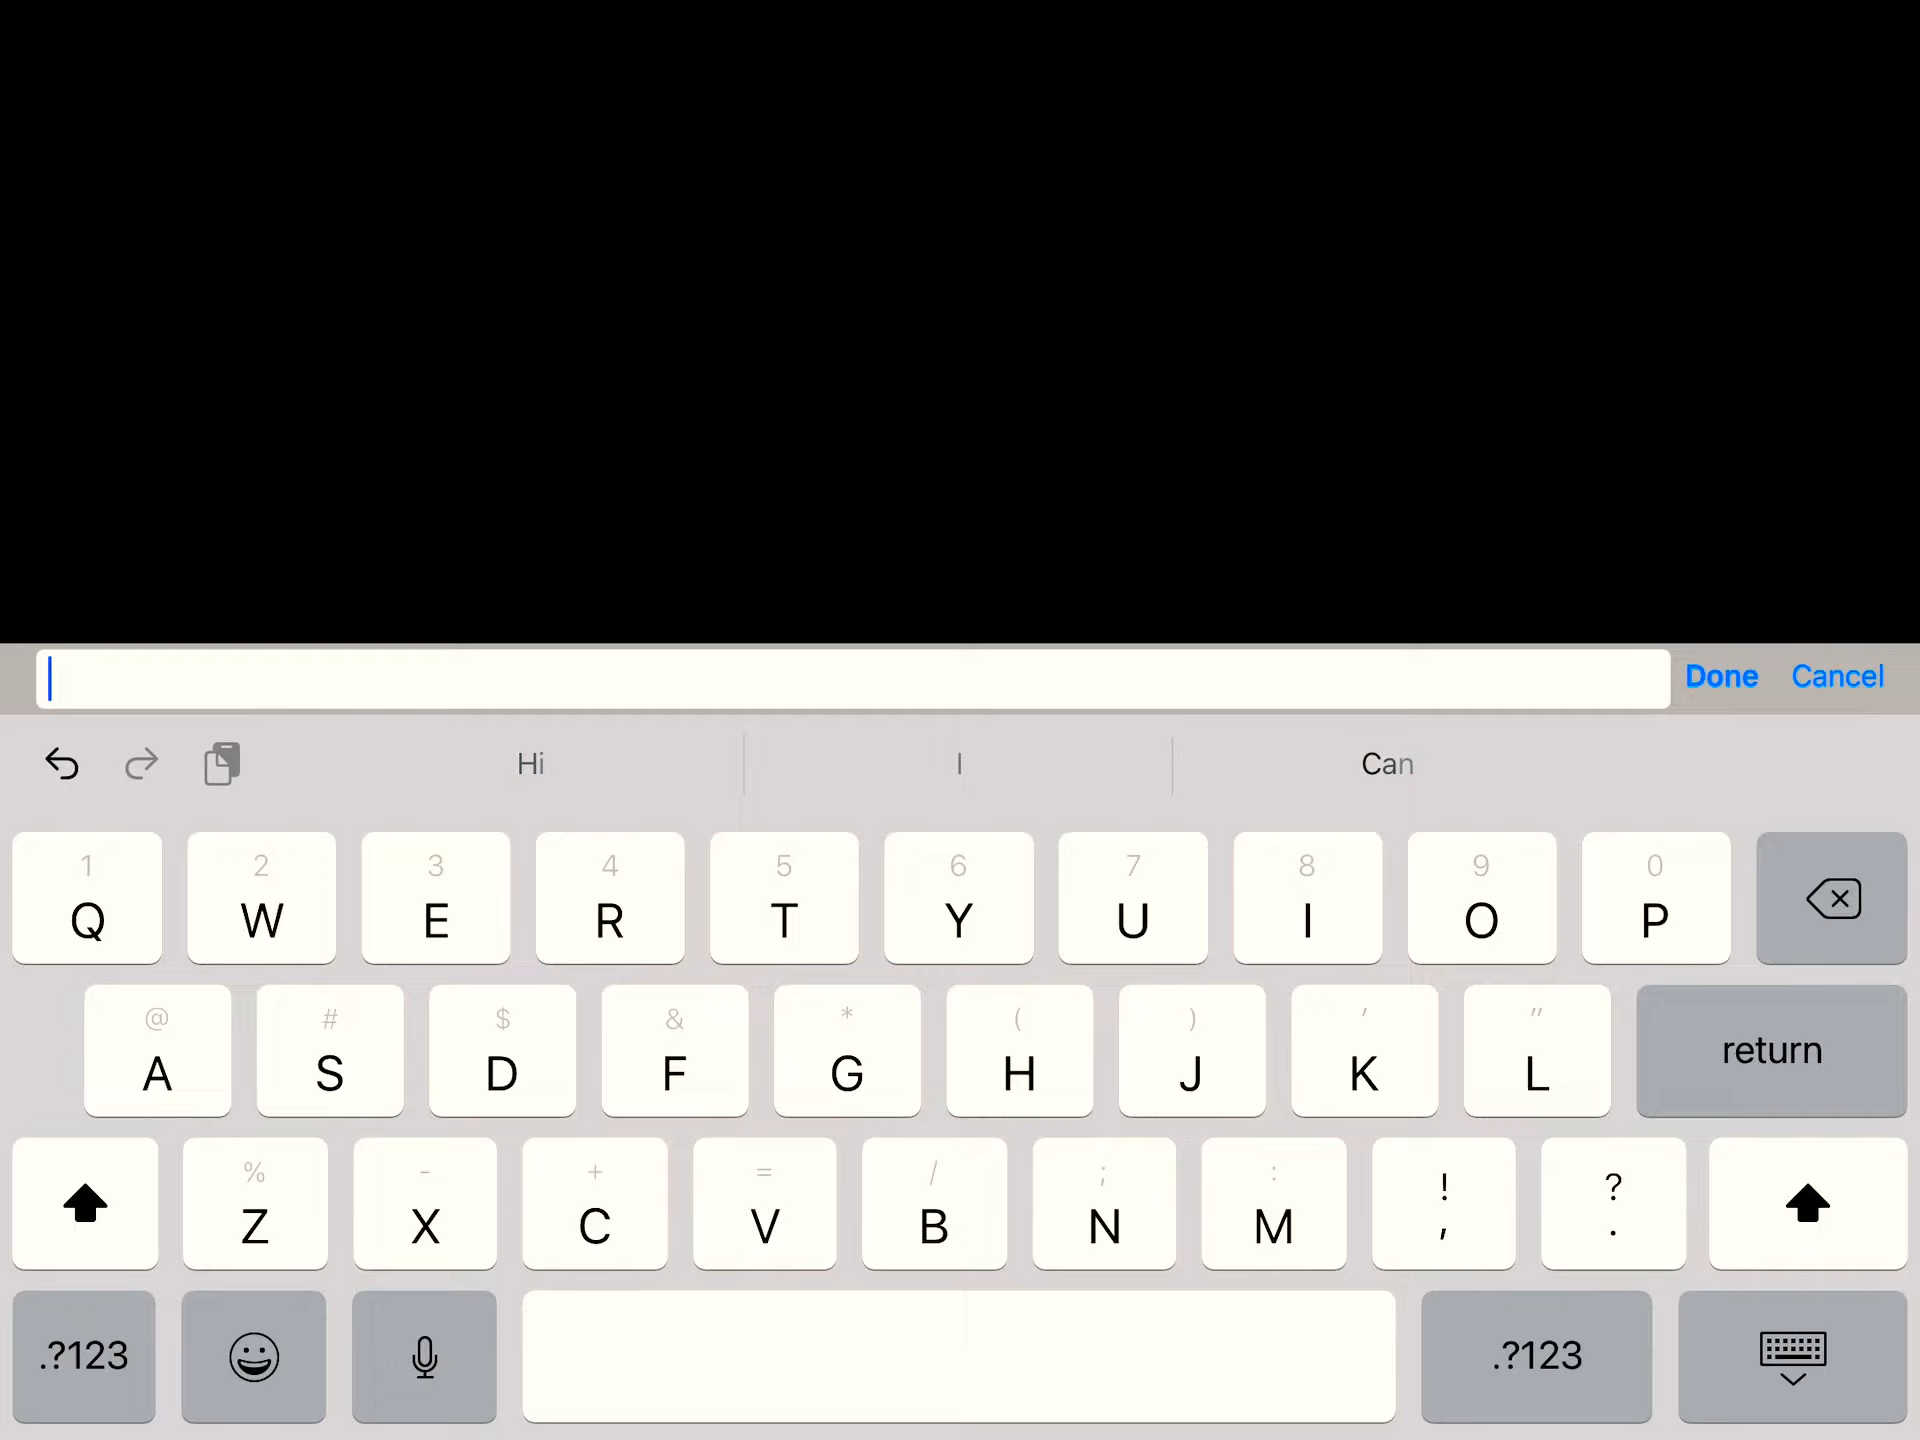 Done Cancel
Hi I Can
1 2 3 4 5 6 7 8 9 0
Q W E R T Y U I O P
@ # $ & * ( ) ' "
A S D F G H J K L return
% - + = / ; : ! ?
Z X C V B N M , .
.?123 .?123